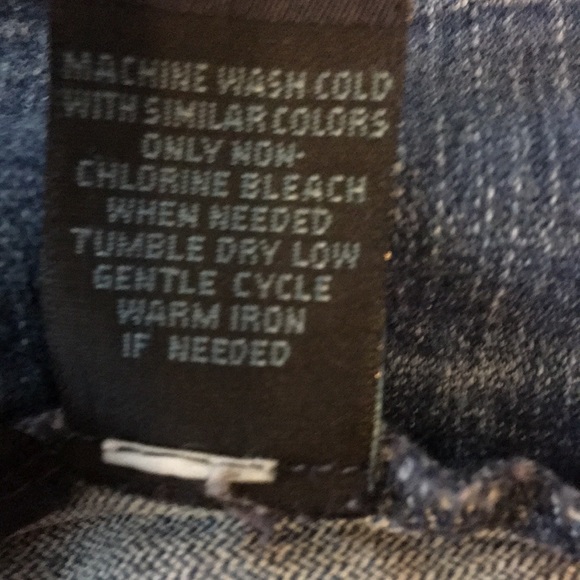 MACHINE WASH COLD
WITH SIMILAR COLORS
ONLY NON-
CHLORINE BLEACH
WHEN NEEDED
TUMBLE DRY LOW
GENTLE CYCLE
WARM IRON
IF NEEDED